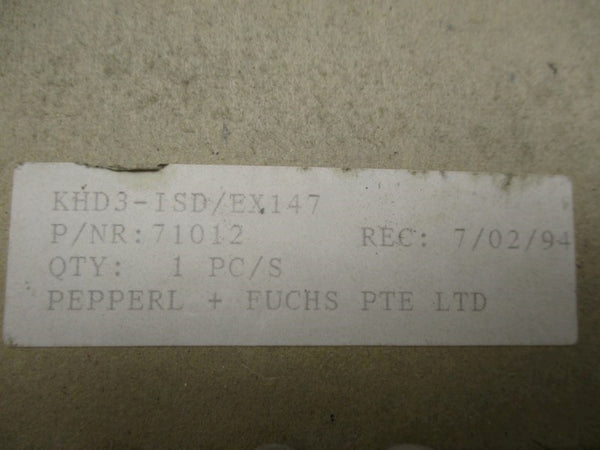 KHD3-ISD/EX147
P/NR:71012 REC: 7/02/94
QTY: 1 PC/S
PEPPERL + FUCHS PTE LTD